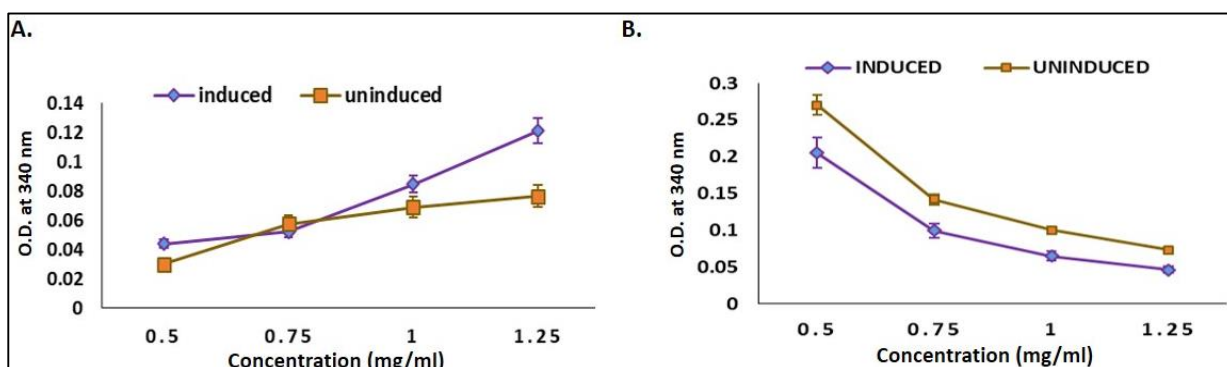 A.
induced uninduced
0.14
0.12
0.1
0.08
0.06
0.04
0.02
0
O.D. at 340 nm
0.5 0.75 1 1.25
Concentration (mg/ml)
B.
INDUCED UNINDUCED
0.3
0.25
0.2
0.15
0.1
0.05
0
O.D. at 340 nm
0.5 0.75 1 1.25
Concentration (mg/ml)